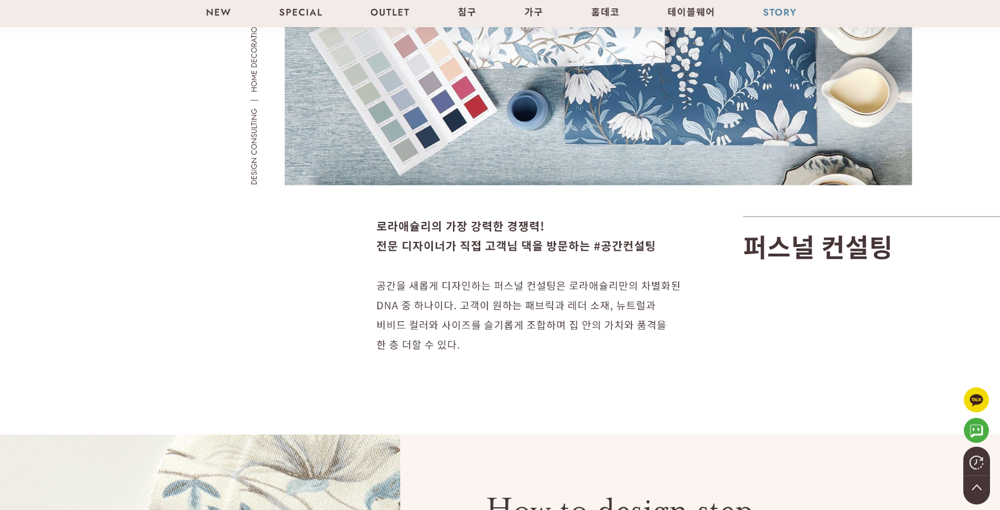 NEW SPECIAL OUTLET 침구 가구 홈데코 테이블웨어 STORY
DESIGN CONSULTING | HOME DECORATIO
로라애슐리의 가장 강력한 경쟁력!
전문 디자이너가 직접 고객님 댁을 방문하는 #공간컨설팅
퍼스널 컨설팅
공간을 새롭게 디자인하는 퍼스널 컨설팅은 로라애슐리만의 차별화된
DNA 중 하나이다. 고객이 원하는 패브릭과 레더 소재, 뉴트럴과
비비드 컬러와 사이즈를 슬기롭게 조합하며 집 안의 가치와 품격을
한 층 더할 수 있다.
TALK
How to design step